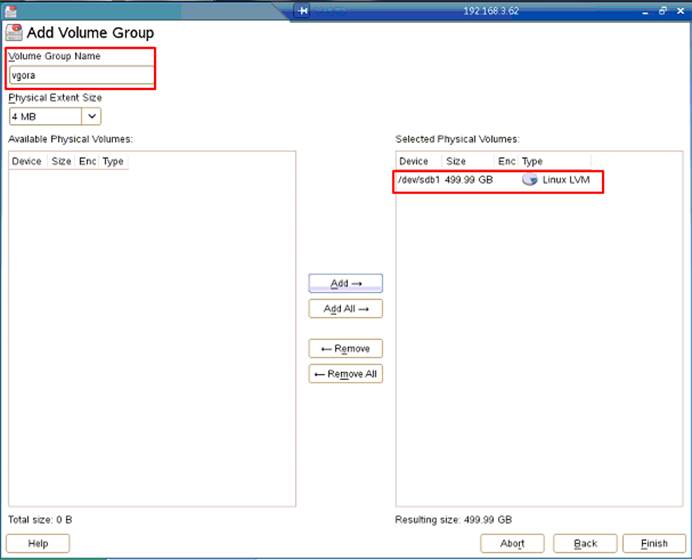 192.168.3.62
Add Volume Group
Volume Group Name
vgora
Physical Extent Size
4 MB
Available Physical Volumes:
Device Size Enc Type
Selected Physical Volumes:
Device Size Enc Type
/dev/sdb1 499.99 GB Linux LVM
Add →
Add All →
← Remove
← Remove All
Total size: 0 B
Resulting size: 499.99 GB
Help
Abort
Back
Finish